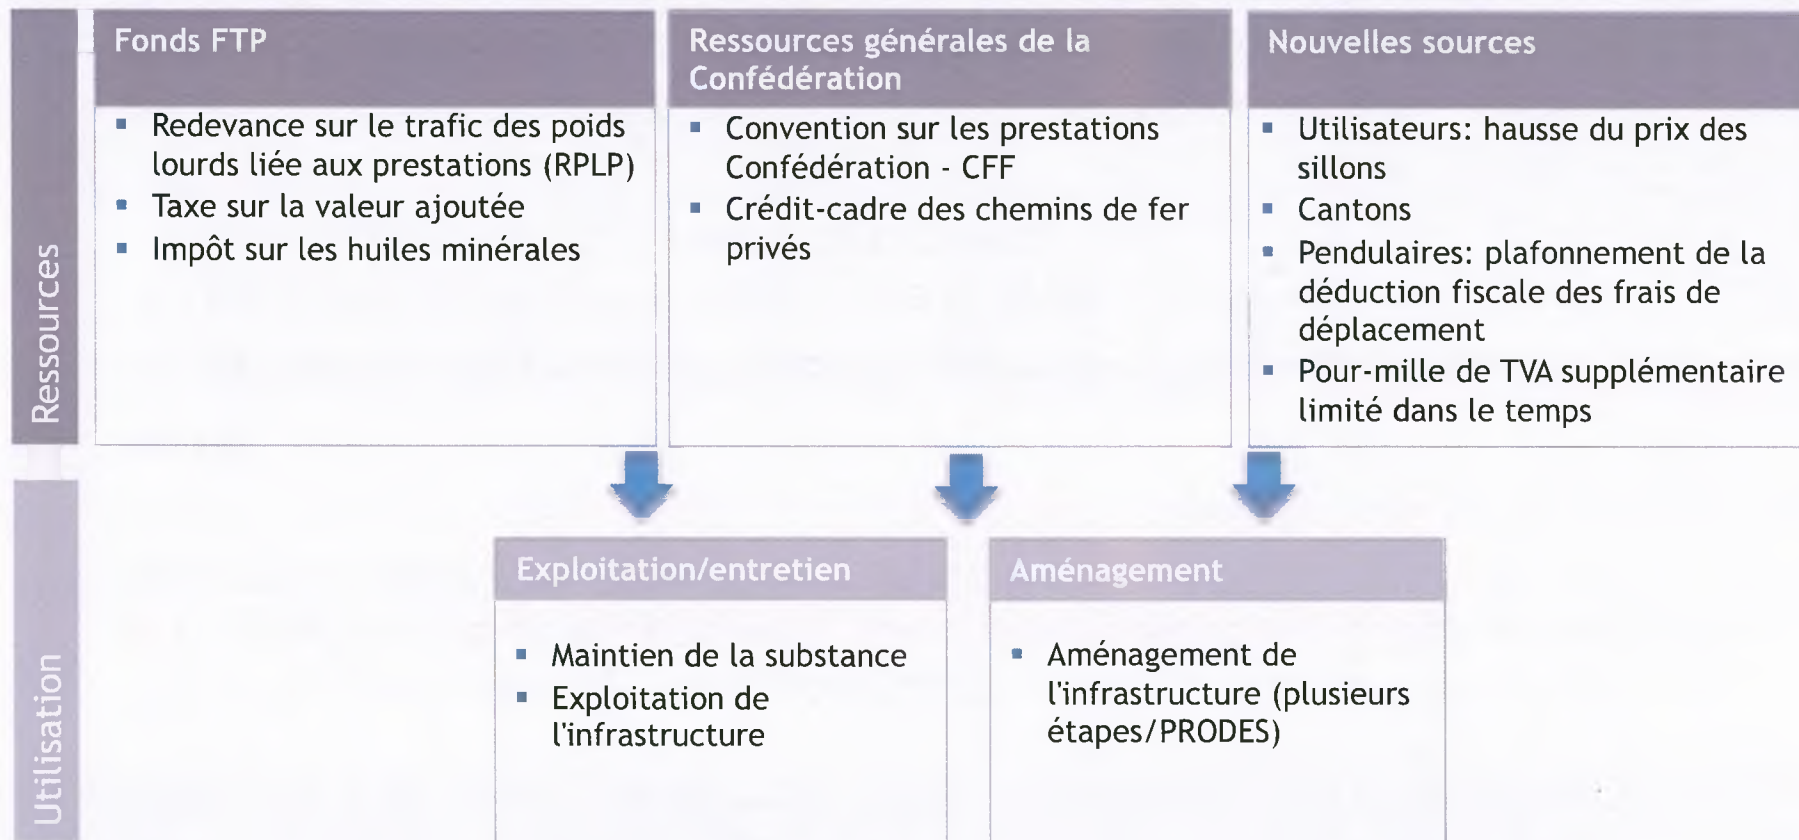 Ressources
Fonds FTP
▪ Redevance sur le trafic des poids
lourds liée aux prestations (RPLP)
▪ Taxe sur la valeur ajoutée
▪ Impôt sur les huiles minérales
Ressources générales de la
Confédération
▪ Convention sur les prestations
Confédération - CFF
▪ Crédit-cadre des chemins de fer
privés
Nouvelles sources
▪ Utilisateurs: hausse du prix des
sillons
▪ Cantons
▪ Pendulaires: plafonnement de la
déduction fiscale des frais de
déplacement
▪ Pour-mille de TVA supplémentaire
limité dans le temps
Utilisation
Exploitation/entretien
▪ Maintien de la substance
▪ Exploitation de
l'infrastructure
Aménagement
▪ Aménagement de
l'infrastructure (plusieurs
étapes/PRODES)